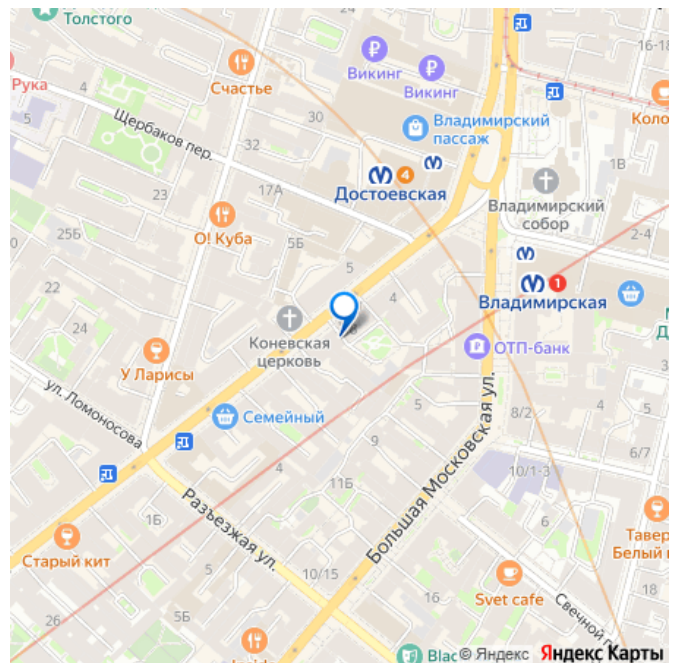 Толстого
Рука
4
Счастье
Викинг
Викинг
16-18
Коло
Щербаков пер.
30
Владимирский
пассаж
32
1В
23
17А
4
Достоевская
Владимирский
собор
25Б
О! Куба
5Б
2-4
5
22
4
1
Владимирская
24
Коневская
церковь
ОТП-банк
У Ларисы
ул. Ломоносова
Семейный
8/2
4
5
9
6/7
4
11Б
10/1-3
Большая Московская ул.
1Б
Разъезжая ул.
6
Тавер
Белый
Старый кит
5
10/15
Svet cafe
18
16
Свечной п
26
5Б
Blac
© Яндекс
Яндекс Карты